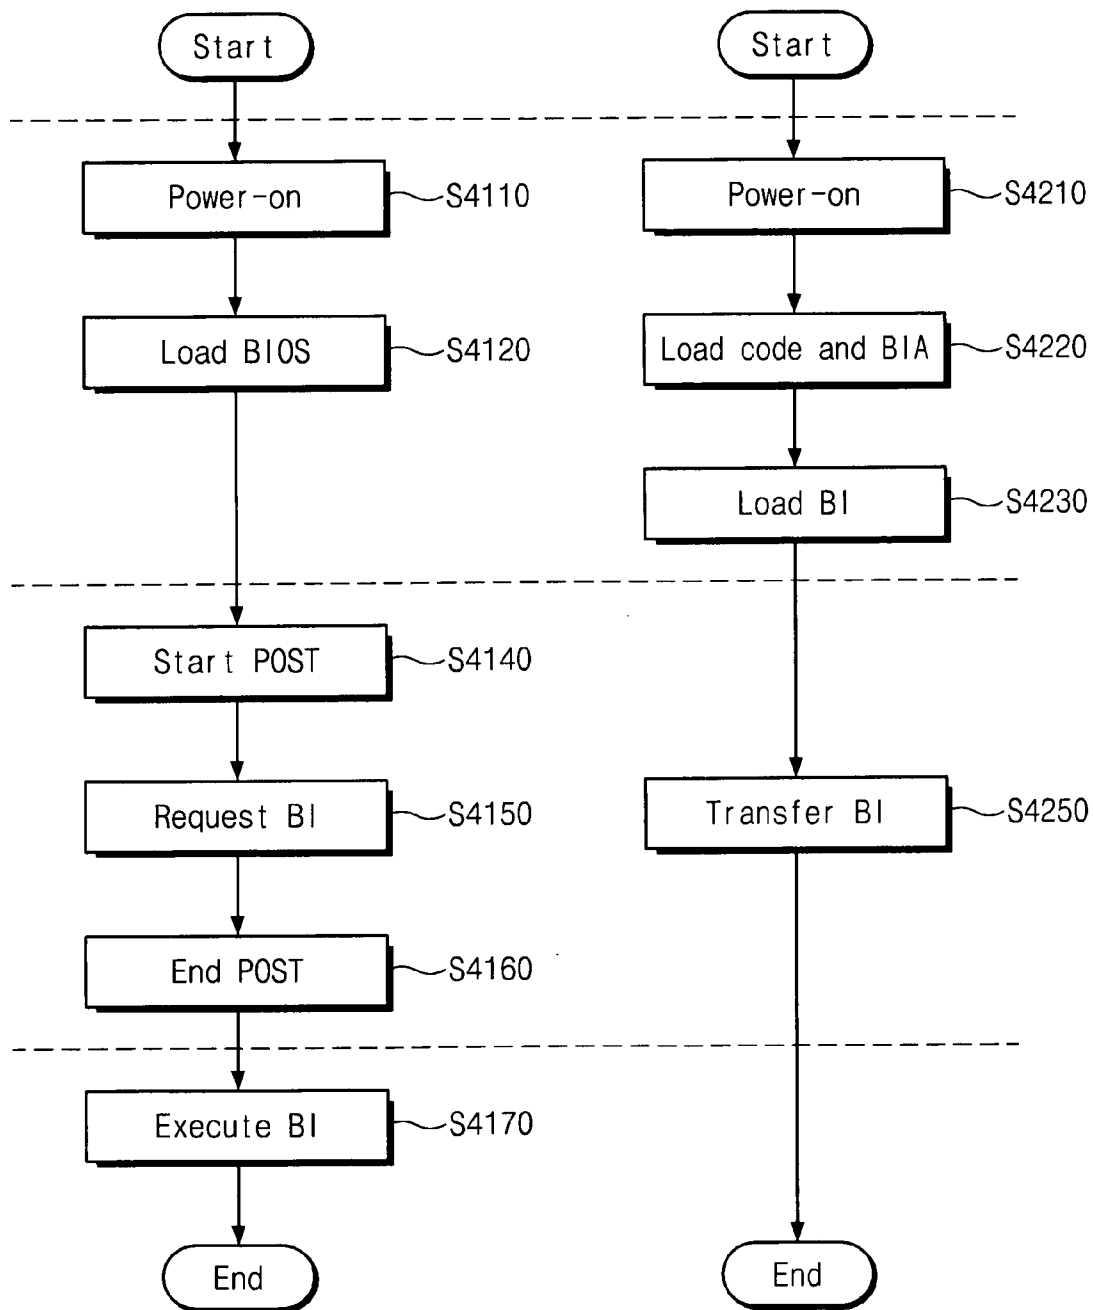 Start
Power-on
S4110
Load BIOS
S4120
Start POST
S4140
Request BI
S4150
End POST
S4160
Execute BI
S4170
End
Start
Power-on
S4210
Load code and BIA
S4220
Load BI
S4230
Transfer BI
S4250
End